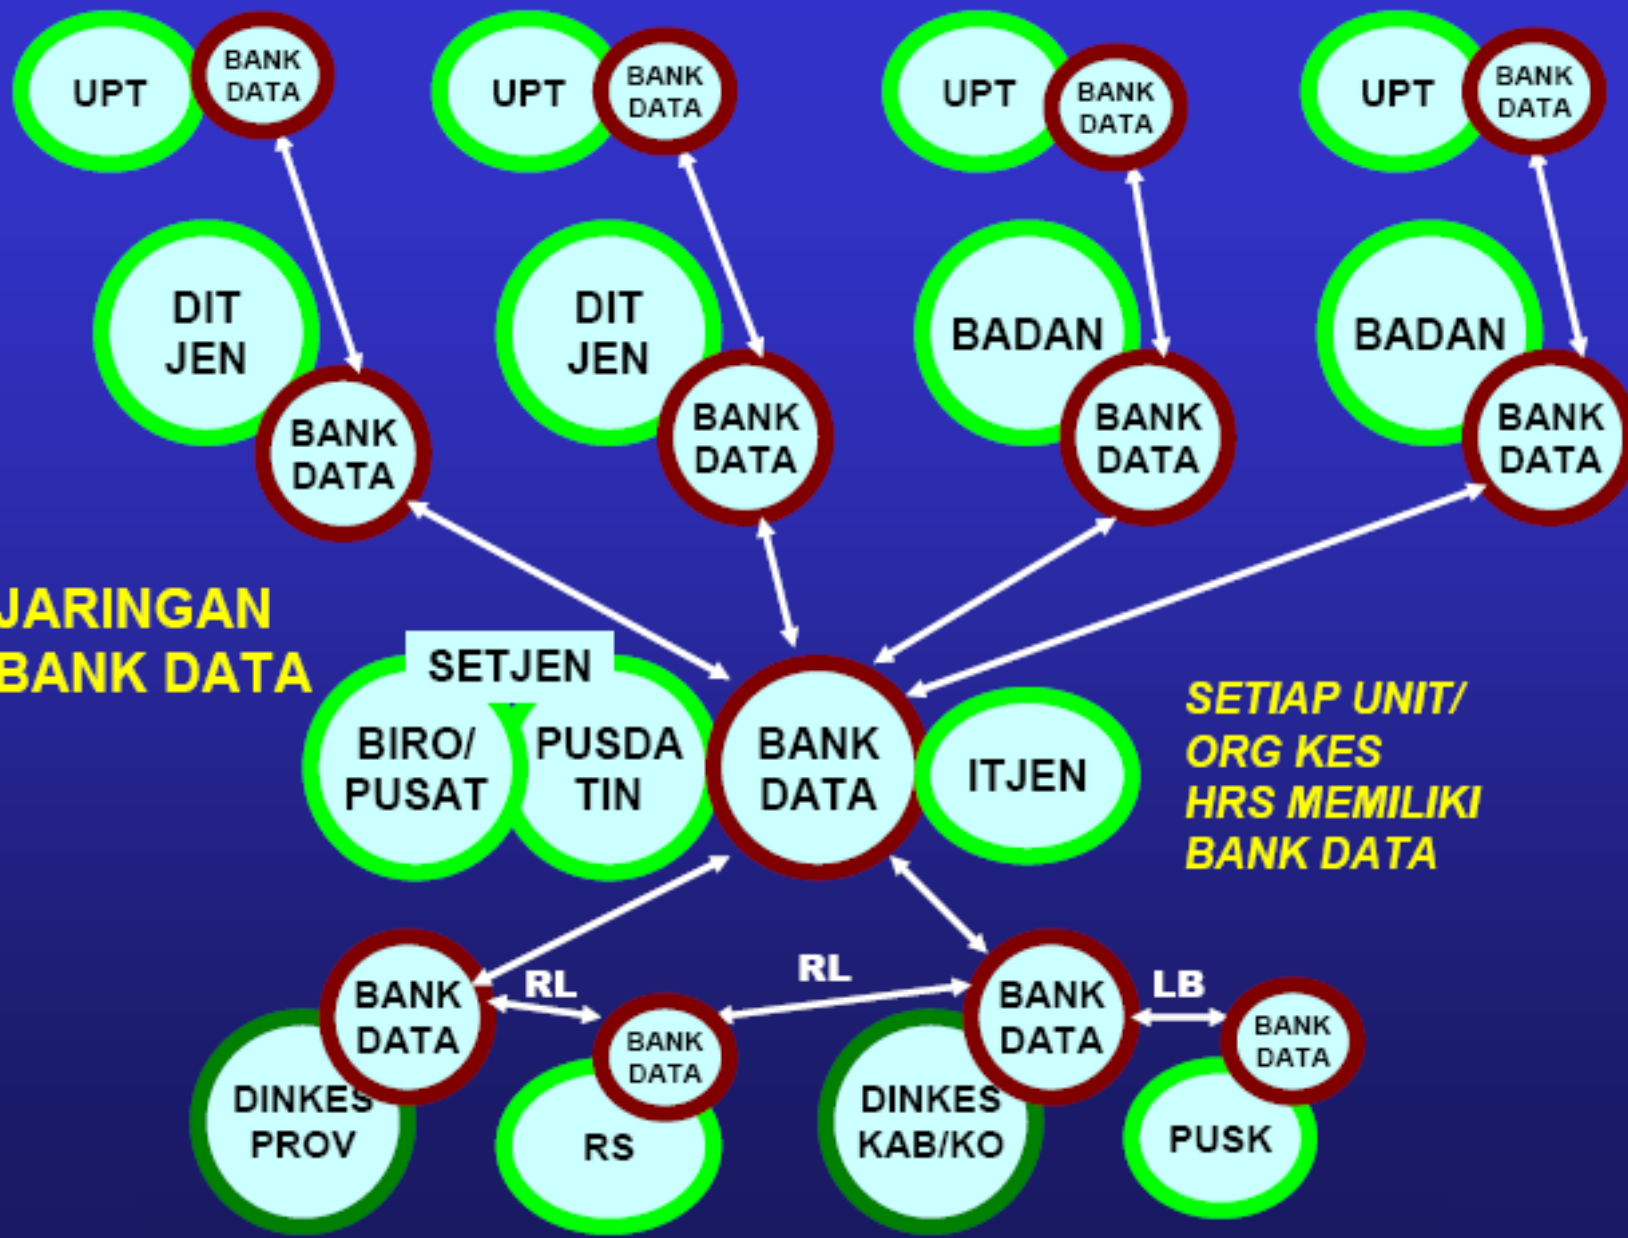 UPT
BANK
DATA
UPT
BANK
DATA
UPT
BANK
DATA
UPT
BANK
DATA
DIT
JEN
BANK
DATA
DIT
JEN
BANK
DATA
BADAN
BANK
DATA
BADAN
BANK
DATA
JARINGAN
BANK DATA
SETJEN
BIRO/
PUSAT
PUSDA
TIN
BANK
DATA
ITJEN
SETIAP UNIT/
ORG KES
HRS MEMILIKI
BANK DATA
BANK
DATA
DINKES
PROV
RL
BANK
DATA
RS
RL
BANK
DATA
DINKES
KAB/KO
LB
BANK
DATA
PUSK